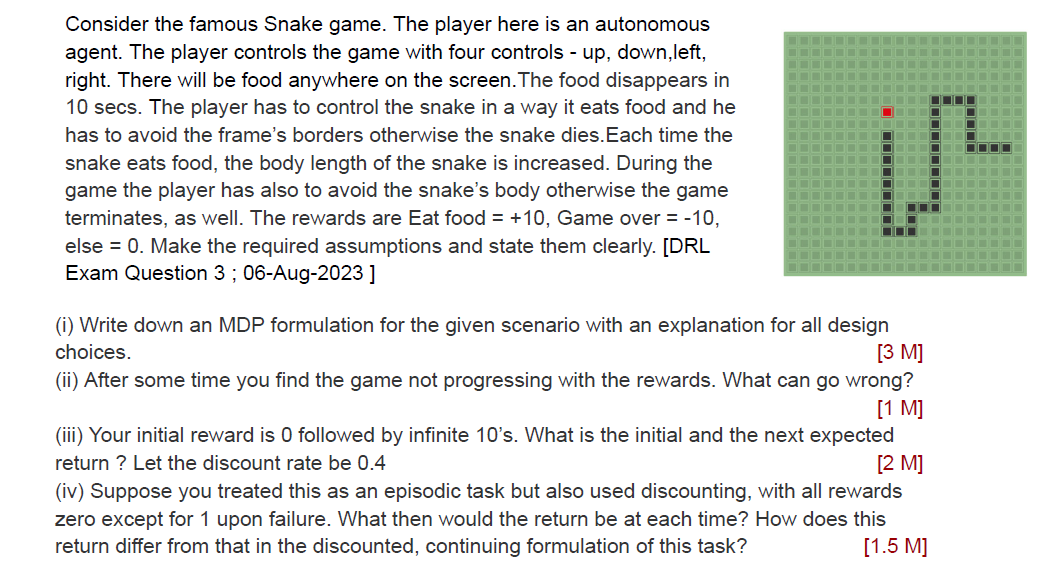 Consider the famous Snake game. The player here is an autonomous
agent. The player controls the game with four controls - up, down,left,
right. There will be food anywhere on the screen.The food disappears in
10 secs. The player has to control the snake in a way it eats food and he
has to avoid the frame's borders otherwise the snake dies.Each time the
snake eats food, the body length of the snake is increased. During the
game the player has also to avoid the snake's body otherwise the game
terminates, as well. The rewards are Eat food = +10, Game over = -10,
else = 0. Make the required assumptions and state them clearly. [DRL
Exam Question 3 ; 06-Aug-2023 ]
(i) Write down an MDP formulation for the given scenario with an explanation for all design
choices. [3 M]
(ii) After some time you find the game not progressing with the rewards. What can go wrong?
[1 M]
(iii) Your initial reward is 0 followed by infinite 10's. What is the initial and the next expected
return ? Let the discount rate be 0.4 [2 M]
(iv) Suppose you treated this as an episodic task but also used discounting, with all rewards
zero except for 1 upon failure. What then would the return be at each time? How does this
return differ from that in the discounted, continuing formulation of this task? [1.5 M]